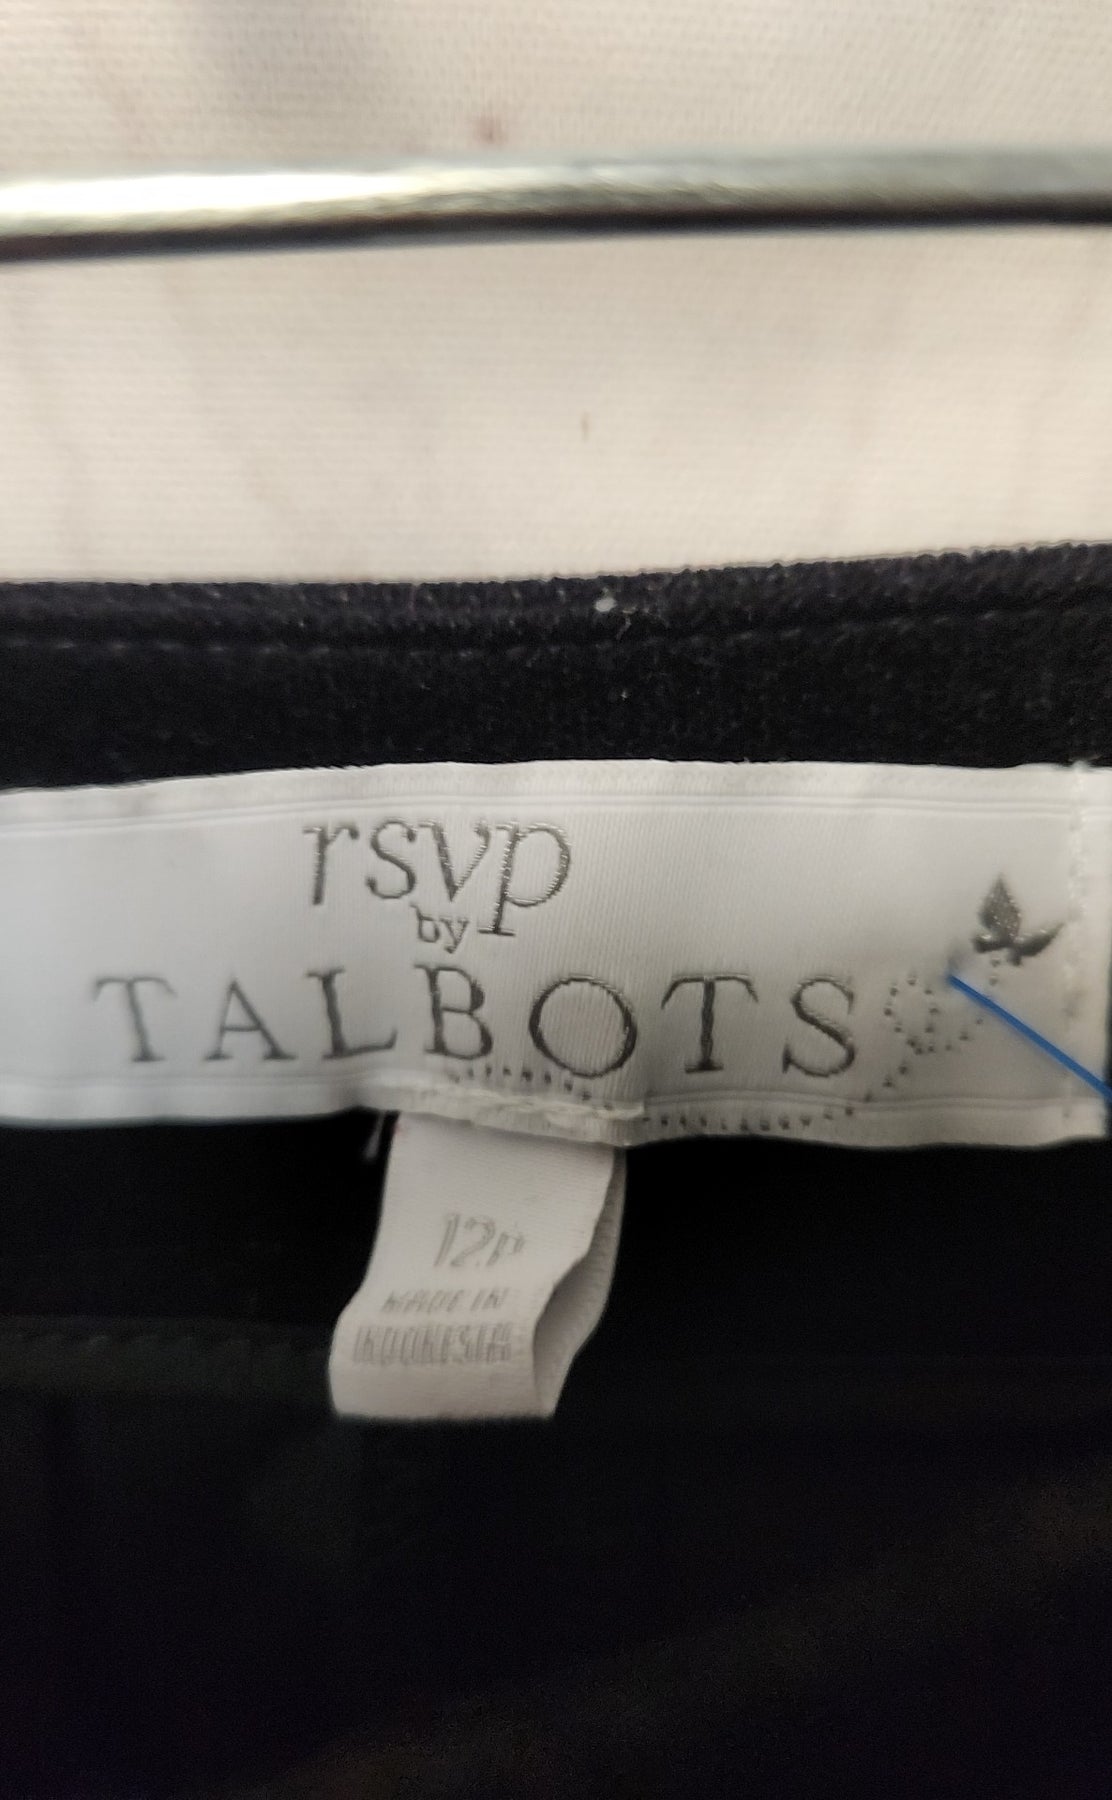 rsvp
by
TALBOTS
12P
MADE IN
INDONESIA